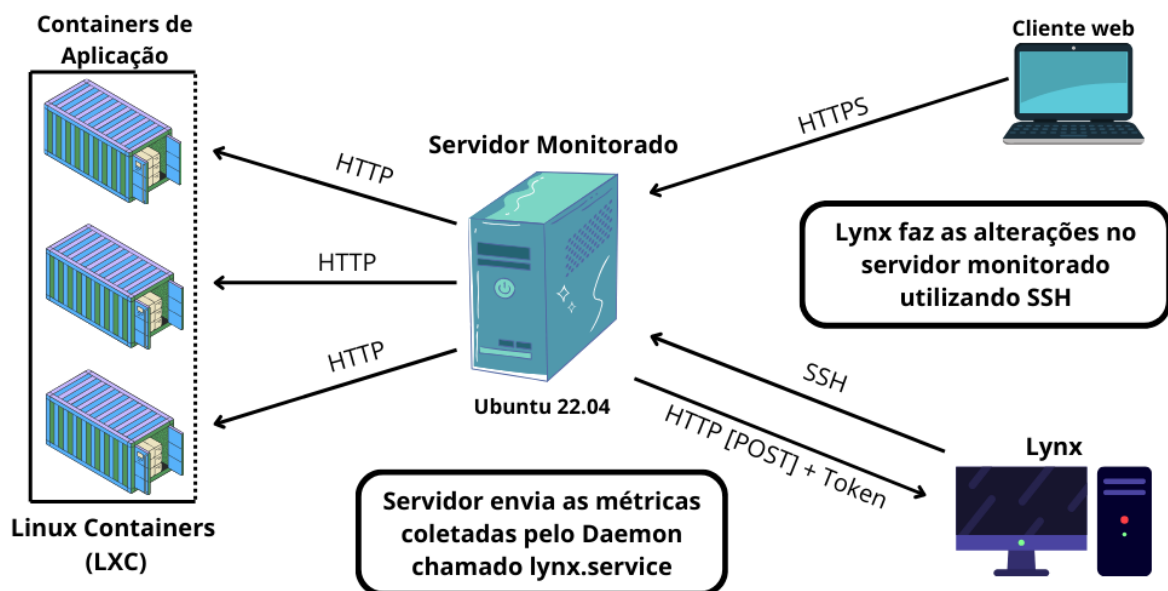 Containers de
Aplicação
Cliente web
HTTPS
Servidor Monitorado
HTTP
HTTP
HTTP
Lynx faz as alterações no
servidor monitorado
utilizando SSH
SSH
HTTP [POST] + Token
Ubuntu 22.04
Lynx
Linux Containers
(LXC)
Servidor envia as métricas
coletadas pelo Daemon
chamado lynx.service